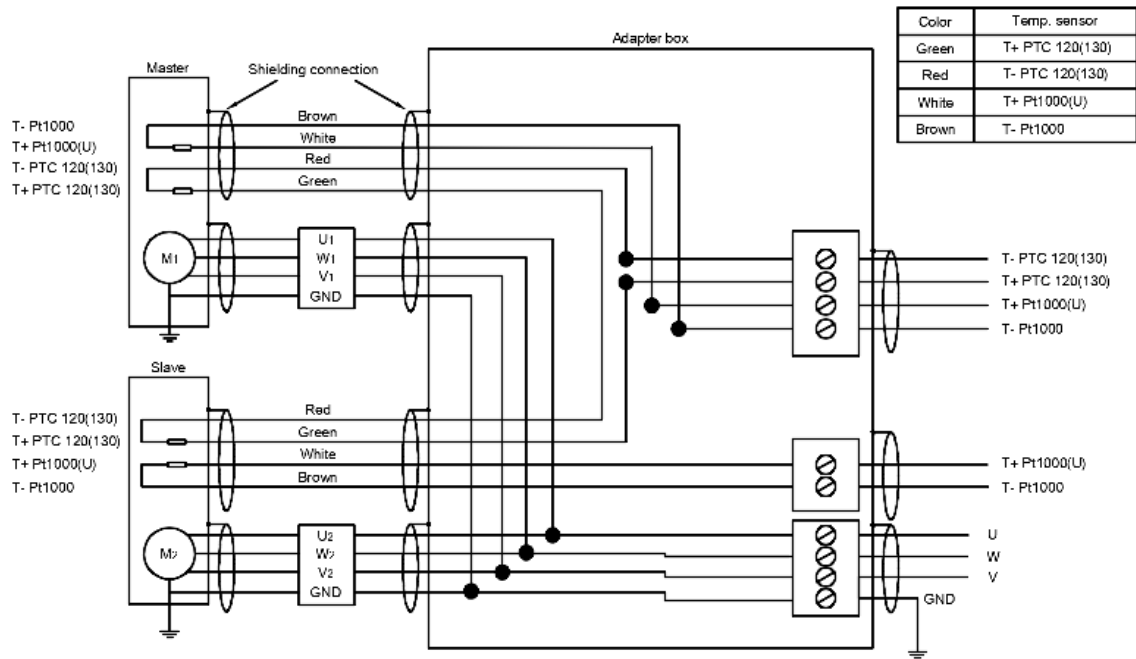 Color Temp. sensor
Green T+ PTC 120(130)
Red T- PTC 120(130)
White T+ Pt1000(U)
Brown T- Pt1000
Adapter box
Master
Shielding connection
T- Pt1000
T+ Pt1000(U)
T- PTC 120(130)
T+ PTC 120(130)
Brown
White
Red
Green
M1
U1
W1
V1
GND
T- PTC 120(130)
T+ PTC 120(130)
T+ Pt1000(U)
T- Pt1000
Slave
T- PTC 120(130)
T+ PTC 120(130)
T+ Pt1000(U)
T- Pt1000
Red
Green
White
Brown
T+ Pt1000(U)
T- Pt1000
M2
U2
W2
V2
GND
U
W
V
GND